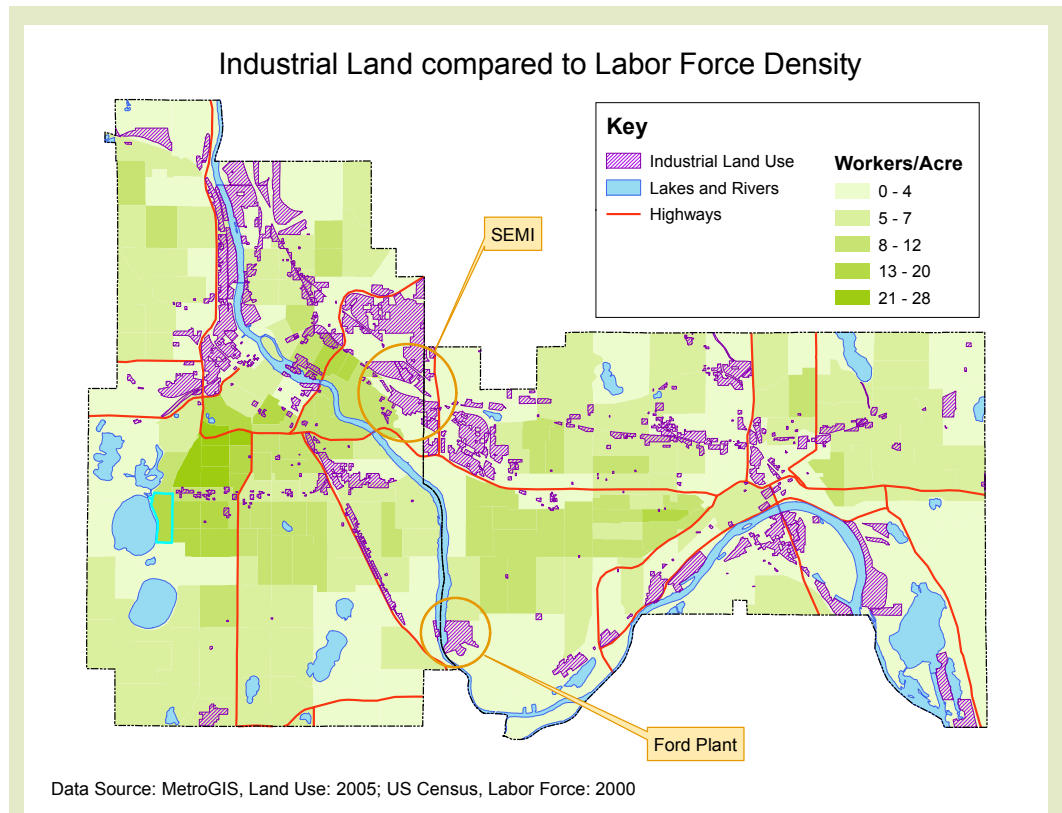 Industrial Land compared to Labor Force Density
Key
Industrial Land Use
Lakes and Rivers
Highways
Workers/Acre
0 - 4
5 - 7
8 - 12
13 - 20
21 - 28
SEMI
Ford Plant
Data Source: MetroGIS, Land Use: 2005; US Census, Labor Force: 2000